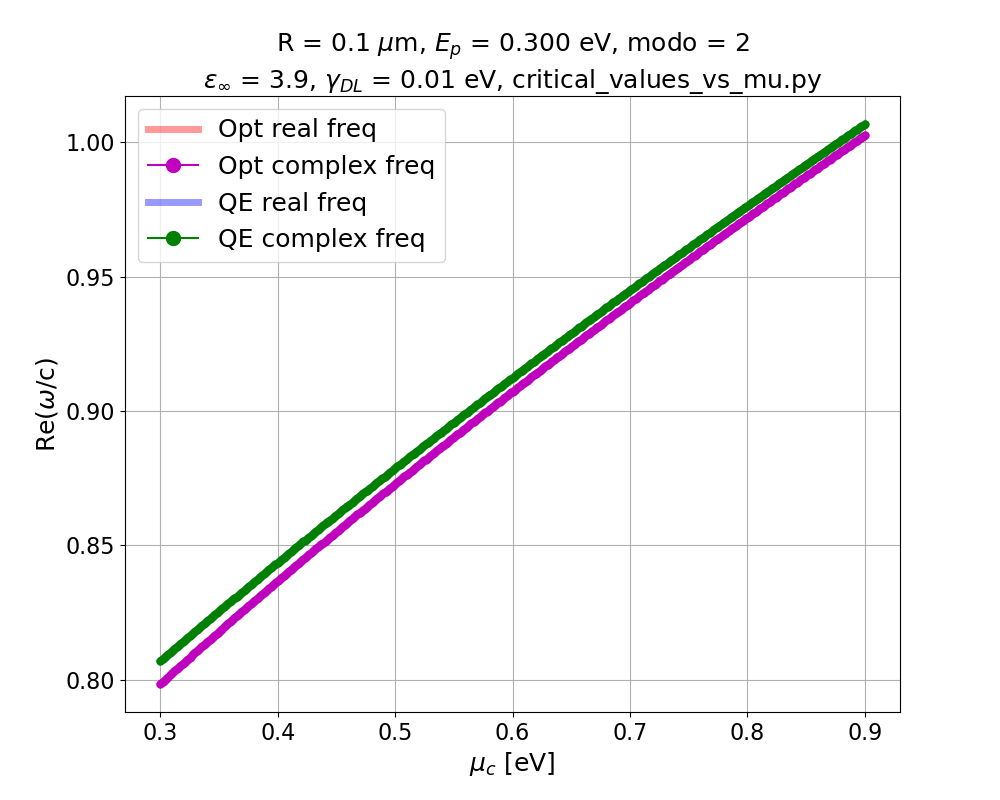 R = 0.1 μm, E_p = 0.300 eV, modo = 2
ε_∞ = 3.9, γ_DL = 0.01 eV, critical_values_vs_mu.py
Opt real freq
Opt complex freq
QE real freq
QE complex freq
1.00
0.95
0.90
0.85
0.80
Re(ω/c)
0.3 0.4 0.5 0.6 0.7 0.8 0.9
μ_c [eV]